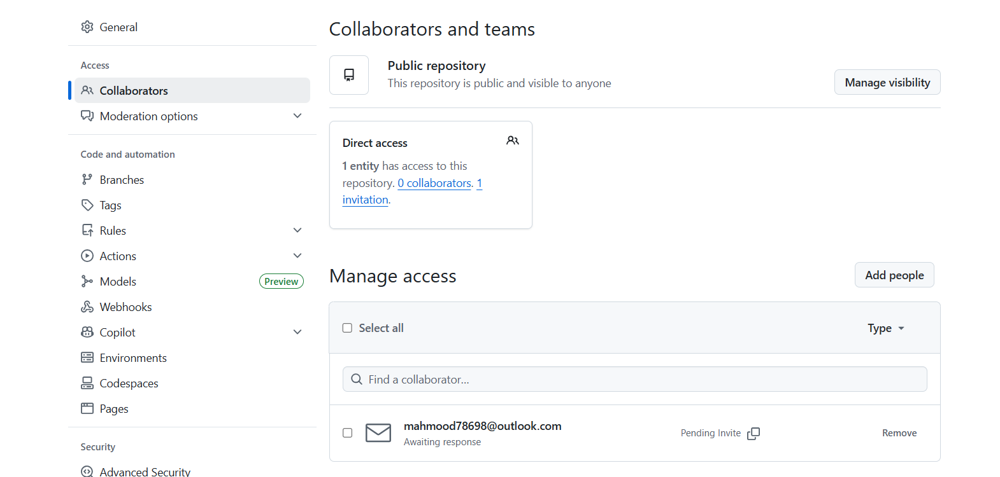 General
Access
Collaborators
Moderation options
Code and automation
Branches
Tags
Rules
Actions
Models Preview
Webhooks
Copilot
Environments
Codespaces
Pages
Security
Advanced Security
Collaborators and teams
Public repository
This repository is public and visible to anyone
Manage visibility
Direct access
1 entity has access to this
repository. 0 collaborators. 1
invitation.
Manage access
Add people
Select all
Type
Find a collaborator...
mahmood78698@outlook.com
Awaiting response
Pending Invite
Remove